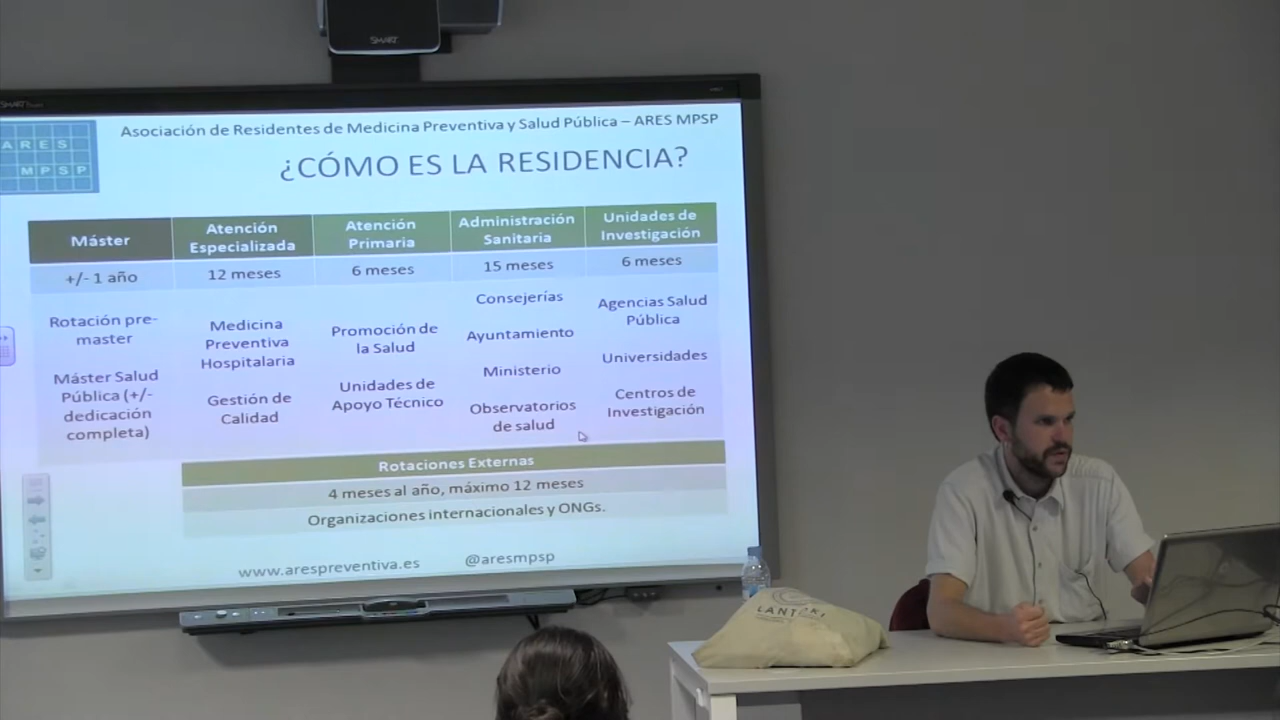 SMART
SMART
Asociación de Residentes de Medicina Preventiva y Salud Pública – ARES MPSP
ARES
MPSP
¿CÓMO ES LA RESIDENCIA?
Máster
Atención
Especializada
Atención
Primaria
Administración
Sanitaria
Unidades de
Investigación
+/- 1 año
12 meses
6 meses
15 meses
6 meses
Rotación pre-
master
Máster Salud
Pública (+/-
dedicación
completa)
Medicina
Preventiva
Hospitalaria
Gestión de
Calidad
Promoción de
la Salud
Unidades de
Apoyo Técnico
Consejerías
Ayuntamiento
Ministerio
Observatorios
de salud
Agencias Salud
Pública
Universidades
Centros de
Investigación
Rotaciones Externas
4 meses al año, máximo 12 meses
Organizaciones internacionales y ONGs.
www.arespreventiva.es
@aresmpsp